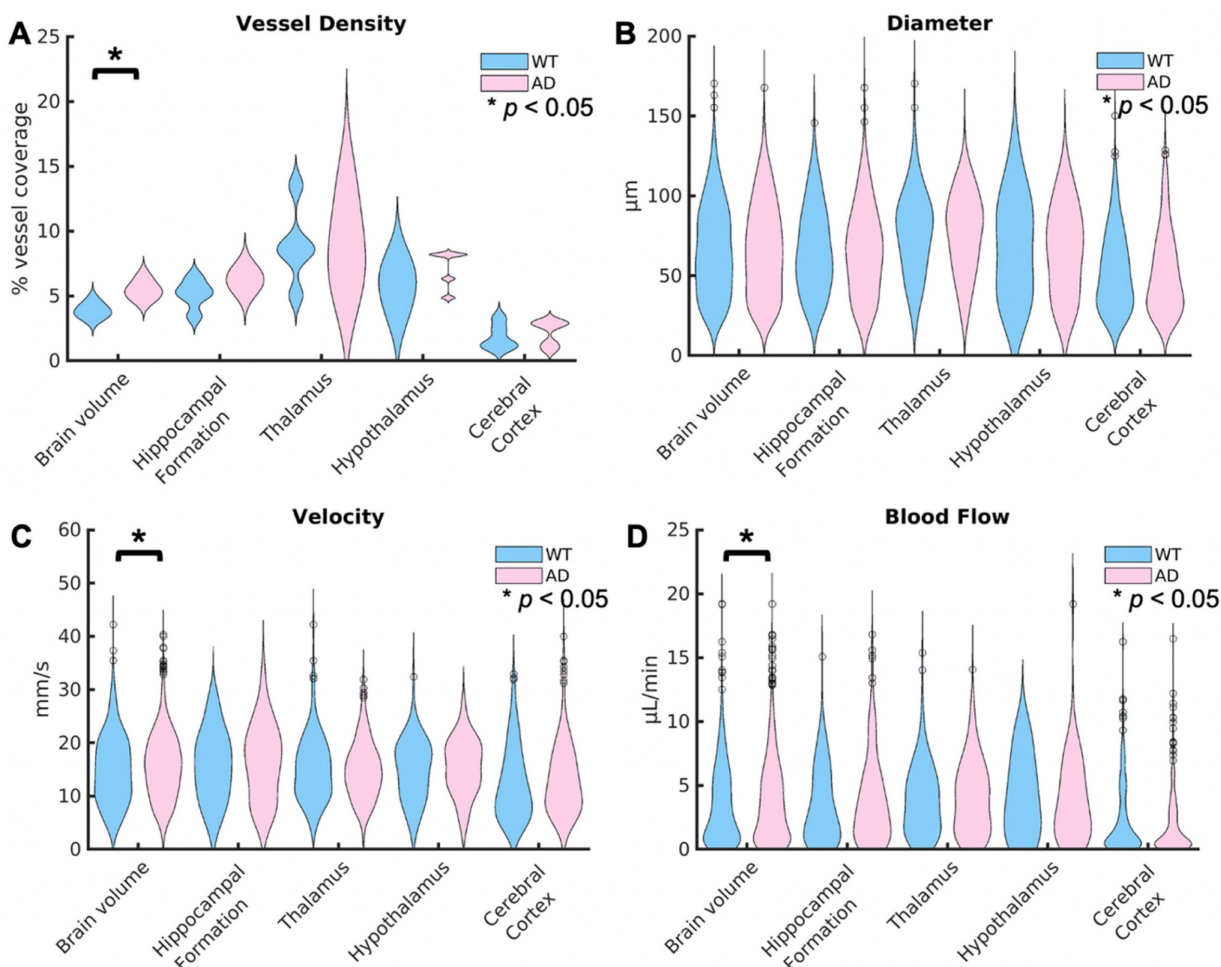 A
Vessel Density
25
20
15
10
5
0
% vessel coverage
*
WT
AD
* p < 0.05
Brain volume
Hippocampal
Formation
Thalamus
Hypothalamus
Cerebral
Cortex
B
Diameter
200
150
100
50
0
µm
WT
AD
* p < 0.05
Brain volume
Hippocampal
Formation
Thalamus
Hypothalamus
Cerebral
Cortex
C
Velocity
60
50
40
30
20
10
0
mm/s
*
WT
AD
* p < 0.05
Brain volume
Hippocampal
Formation
Thalamus
Hypothalamus
Cerebral
Cortex
D
Blood Flow
25
20
15
10
5
0
µL/min
*
WT
AD
* p < 0.05
Brain volume
Hippocampal
Formation
Thalamus
Hypothalamus
Cerebral
Cortex